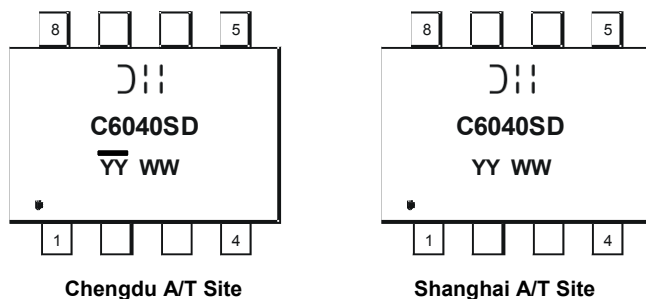 8 5 8 5
C6040SD C6040SD
YY WW YY WW
1 4 1 4
Chengdu A/T Site Shanghai A/T Site